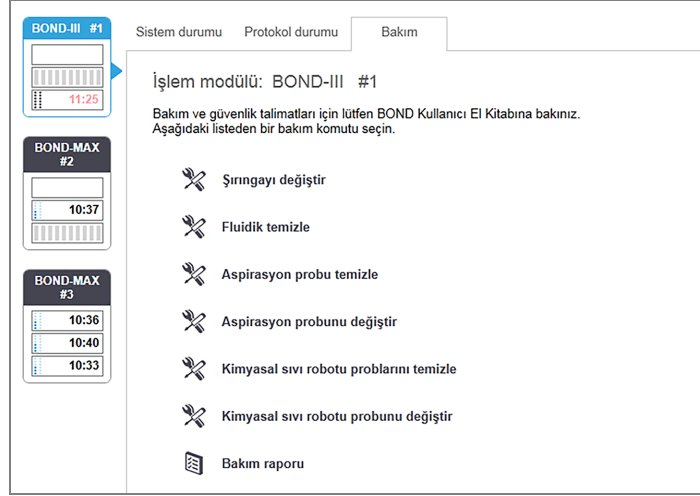 BOND-III #1
11:25
BOND-MAX
#2
10:37
BOND-MAX
#3
10:36
10:40
10:33
Sistem durumu Protokol durumu Bakım
İşlem modülü: BOND-III #1
Bakım ve güvenlik talimatları için lütfen BOND Kullanıcı El Kitabına bakınız.
Aşağıdaki listeden bir bakım komutu seçin.
Şırıngayı değiştir
Fluidik temizle
Aspirasyon probu temizle
Aspirasyon probunu değiştir
Kimyasal sıvı robotu problarını temizle
Kimyasal sıvı robotu probunu değiştir
Bakım raporu